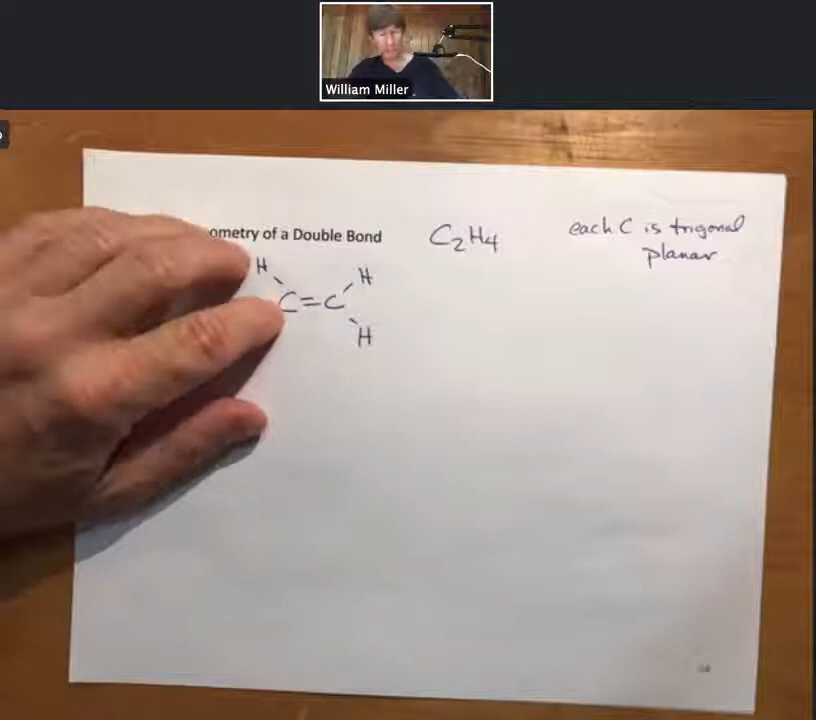 William Miller
ometry of a Double Bond
C2H4
each C is trigonal
planar
H
H
C=C
H